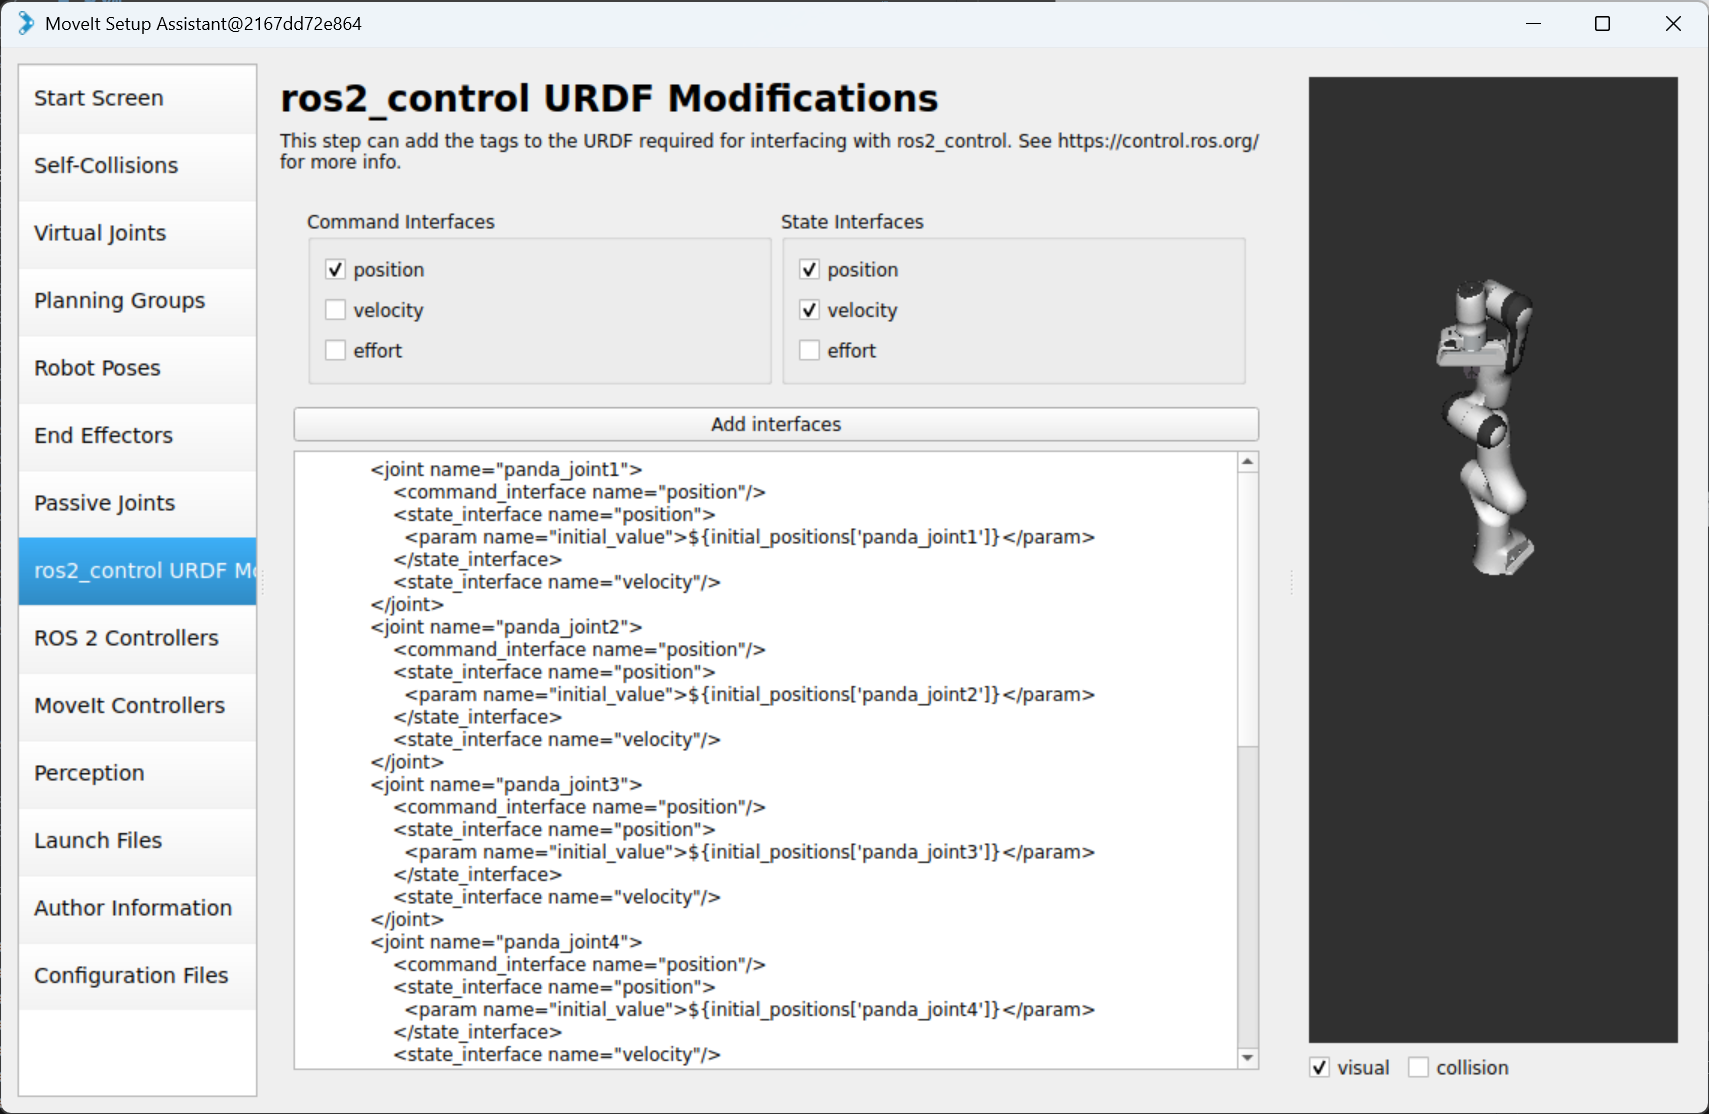 MoveIt Setup Assistant@2167dd72e864
Start Screen
Self-Collisions
Virtual Joints
Planning Groups
Robot Poses
End Effectors
Passive Joints
ros2_control URDF Mo
ROS 2 Controllers
MoveIt Controllers
Perception
Launch Files
Author Information
Configuration Files
ros2_control URDF Modifications
This step can add the tags to the URDF required for interfacing with ros2_control. See https://control.ros.org/
for more info.
Command Interfaces
position
velocity
effort
State Interfaces
position
velocity
effort
Add interfaces
<joint name="panda_joint1">
<command_interface name="position"/>
<state_interface name="position">
<param name="initial_value">${initial_positions['panda_joint1']}</param>
</state_interface>
<state_interface name="velocity"/>
</joint>
<joint name="panda_joint2">
<command_interface name="position"/>
<state_interface name="position">
<param name="initial_value">${initial_positions['panda_joint2']}</param>
</state_interface>
<state_interface name="velocity"/>
</joint>
<joint name="panda_joint3">
<command_interface name="position"/>
<state_interface name="position">
<param name="initial_value">${initial_positions['panda_joint3']}</param>
</state_interface>
<state_interface name="velocity"/>
</joint>
<joint name="panda_joint4">
<command_interface name="position"/>
<state_interface name="position">
<param name="initial_value">${initial_positions['panda_joint4']}</param>
</state_interface>
<state_interface name="velocity"/>
visual
collision